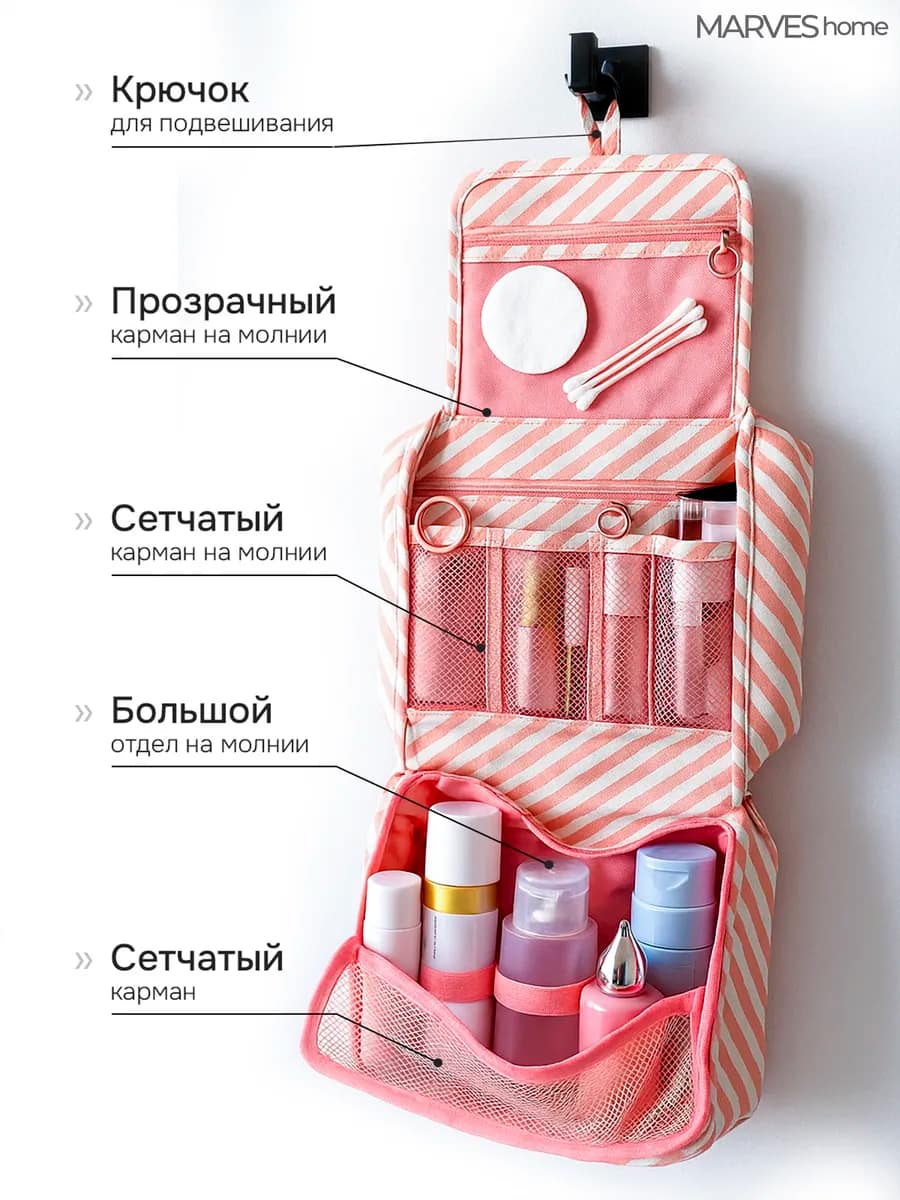 MARVES home
» Крючок
для подвешивания
» Прозрачный
карман на молнии
» Сетчатый
карман на молнии
» Большой
отдел на молнии
» Сетчатый
карман